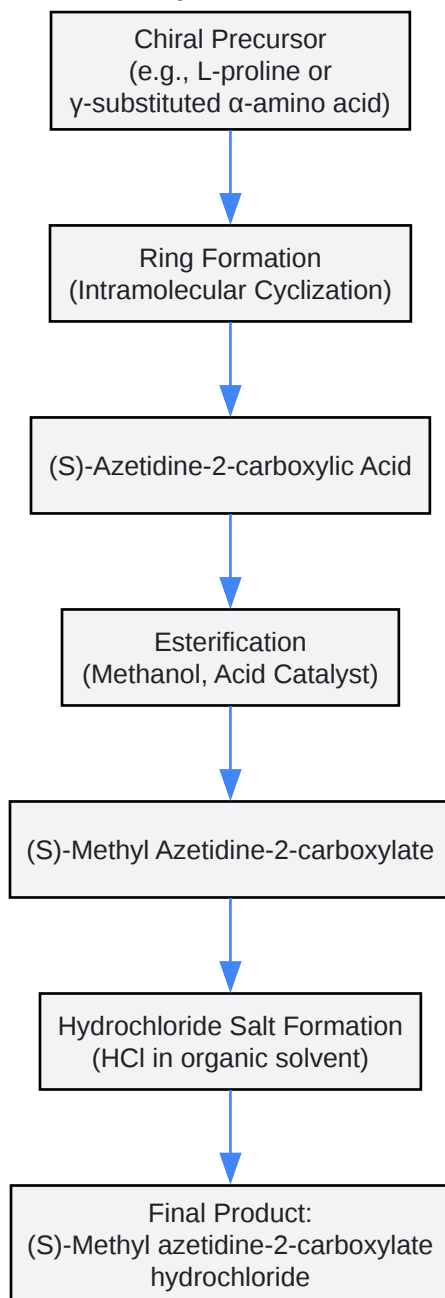 Chiral Precursor
(e.g., L-proline or
γ-substituted α-amino acid)
Ring Formation
(Intramolecular Cyclization)
(S)-Azetidine-2-carboxylic Acid
Esterification
(Methanol, Acid Catalyst)
(S)-Methyl Azetidine-2-carboxylate
Hydrochloride Salt Formation
(HCl in organic solvent)
Final Product:
(S)-Methyl azetidine-2-carboxylate
hydrochloride